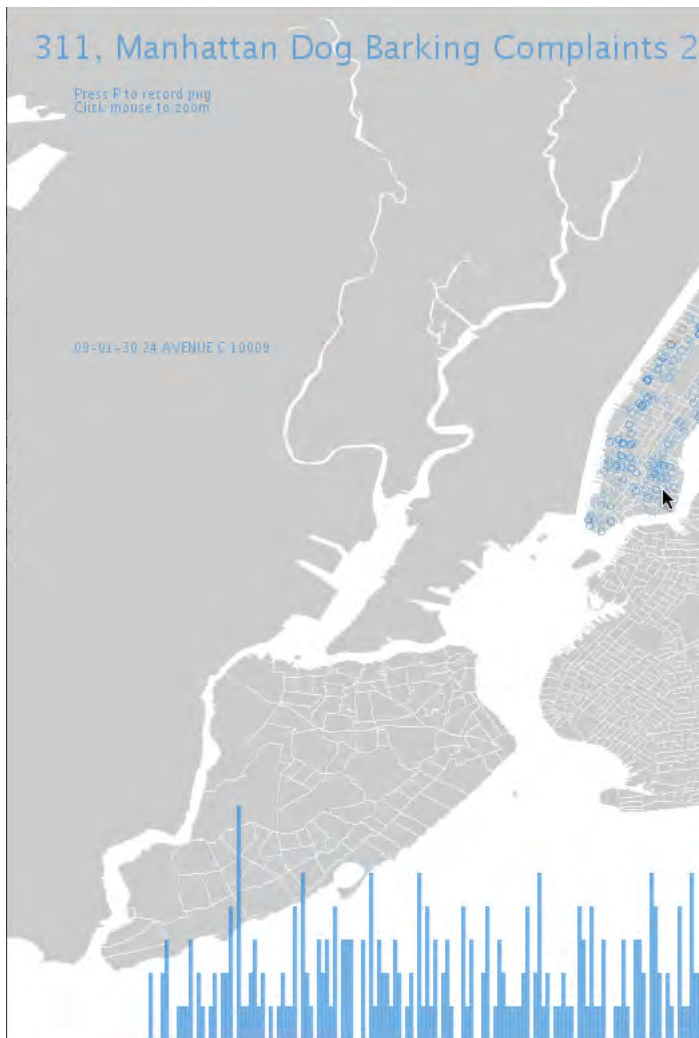 311, Manhattan Dog Barking Complaints 2
Press P to record png
Click mouse to zoom
09-01-30 24 AVENUE C 10009